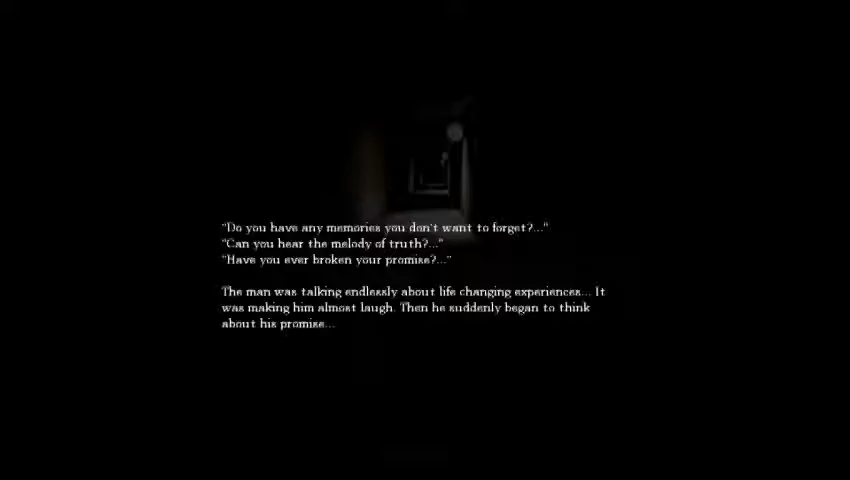 "Do you have any memories you don't want to forget?..."
"Can you hear the melody of truth?..."
"Have you ever broken your promise?..."
The man was talking endlessly about life changing experiences... It
was making him almost laugh. Then he suddenly began to think
about his promise...